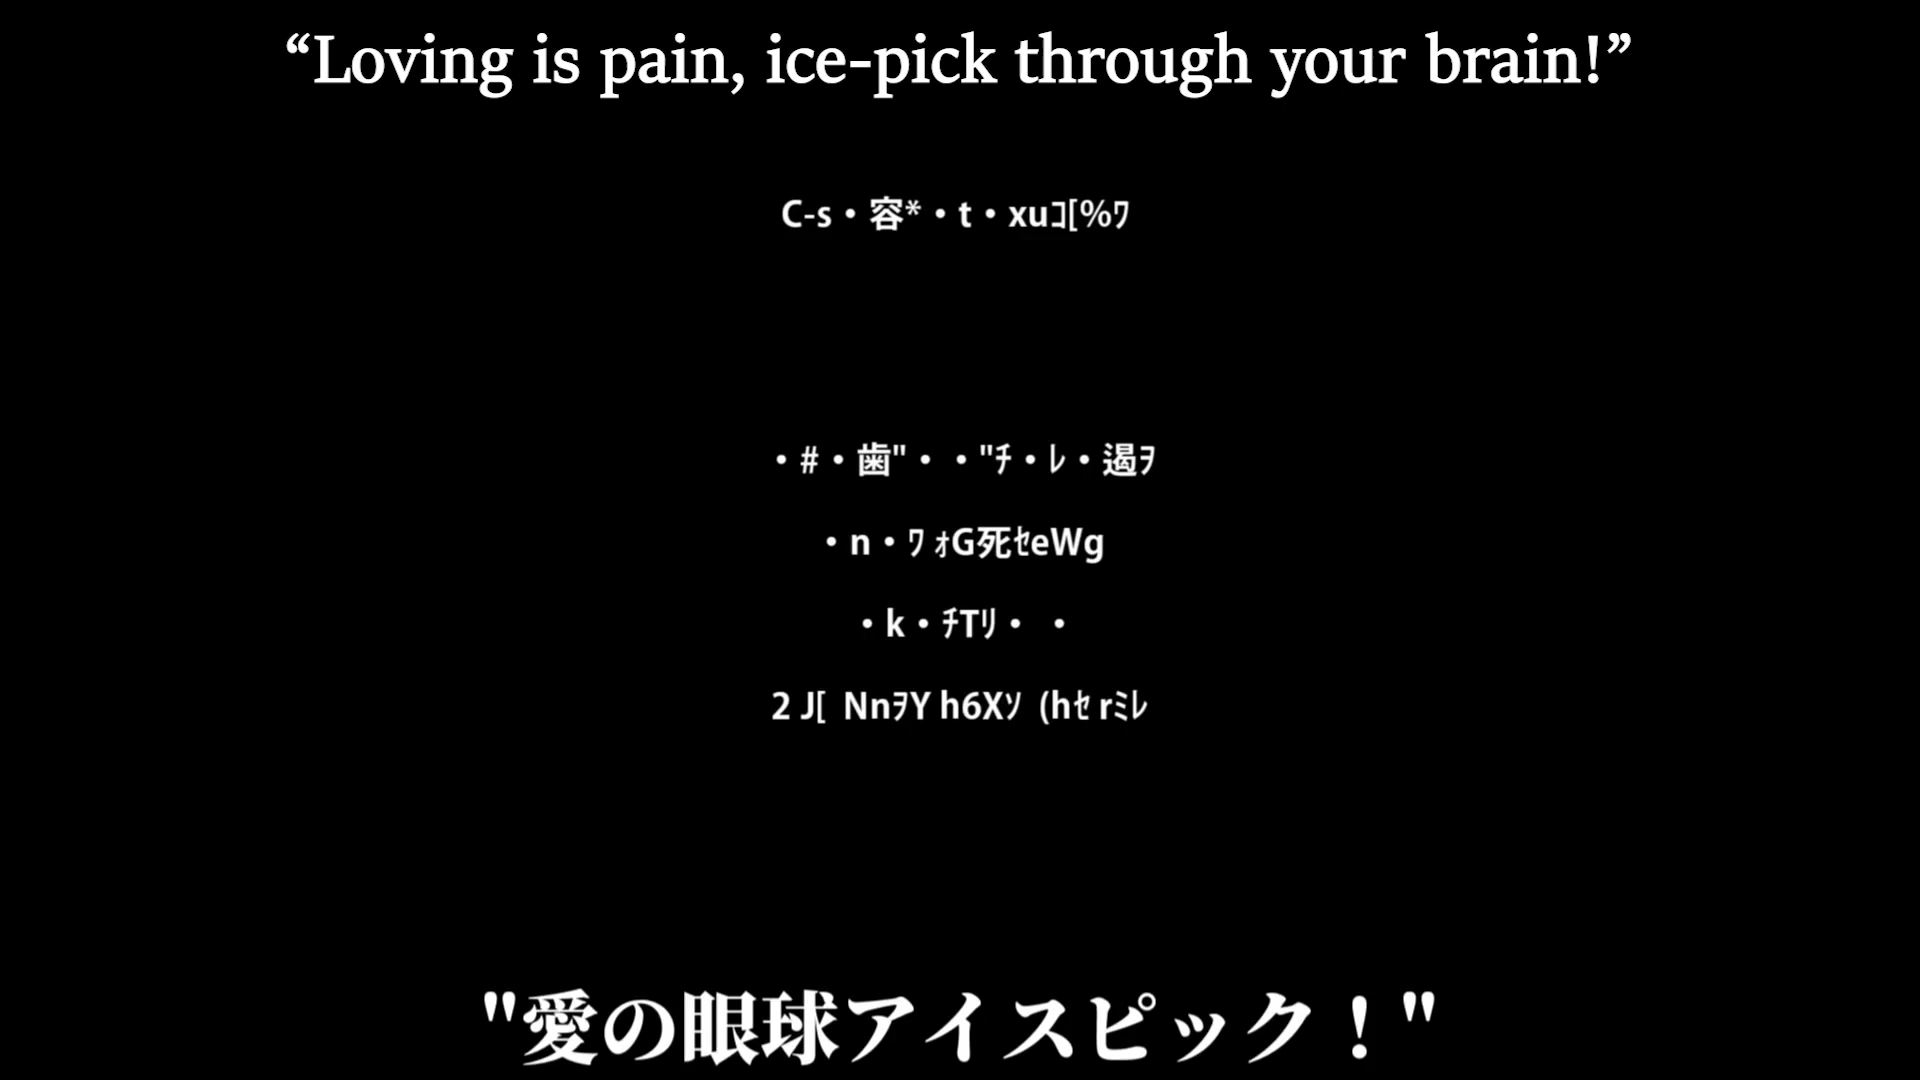 “Loving is pain, ice-pick through your brain!”
C-s・容*・t・xuｺ[%ﾜ
・#・歯"・・"ﾁ・ﾚ・遏ｦ
・n・ﾜ ｫG死ｾeWg
・k・ﾁTﾘ・ ・
2 J[ NnｦY h6Xｿ (hｾ rﾐﾚ
"愛の眼球アイスピック！"